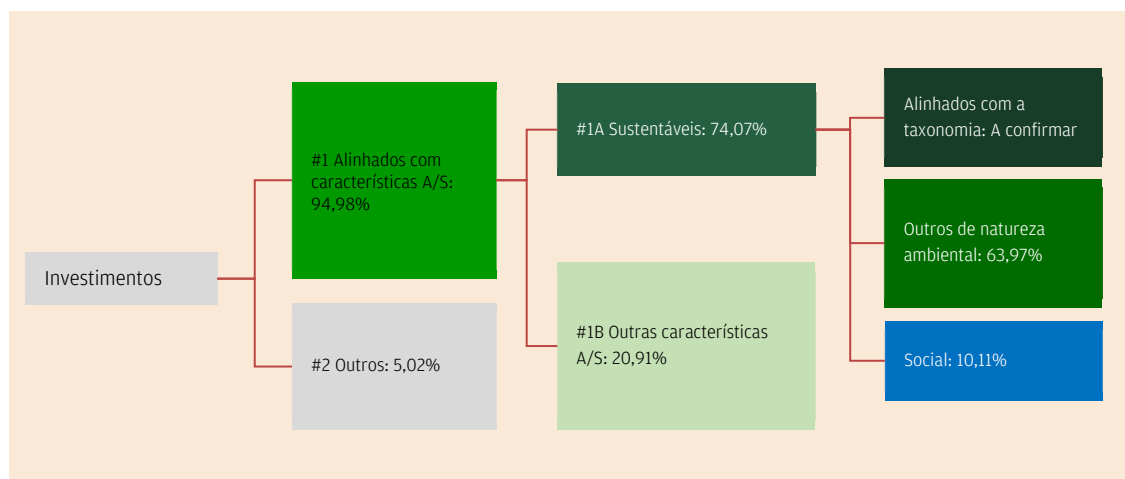 Investimentos
#1 Alinhados com
características A/S:
94,98%
#2 Outros: 5,02%
#1A Sustentáveis: 74,07%
#1B Outras características
A/S: 20,91%
Alinhados com a
taxonomia: A confirmar
Outros de natureza
ambiental: 63,97%
Social: 10,11%